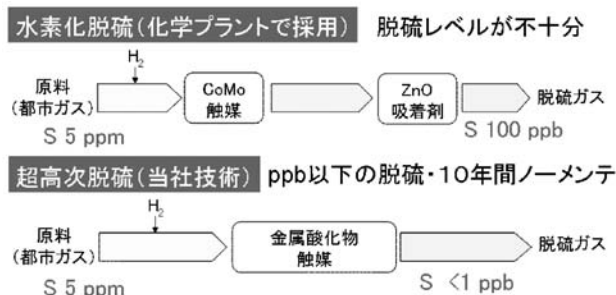 水素化脱硫(化学プラントで採用) 脱硫レベルが不十分
H2
原料
(都市ガス)
CoMo
触媒
ZnO
吸着剤
脱硫ガス
S 5 ppm
S 100 ppb
超高次脱硫(当社技術) ppb以下の脱硫・10年間ノーメンテ
H2
原料
(都市ガス)
金属酸化物
触媒
脱硫ガス
S 5 ppm
S <1 ppb